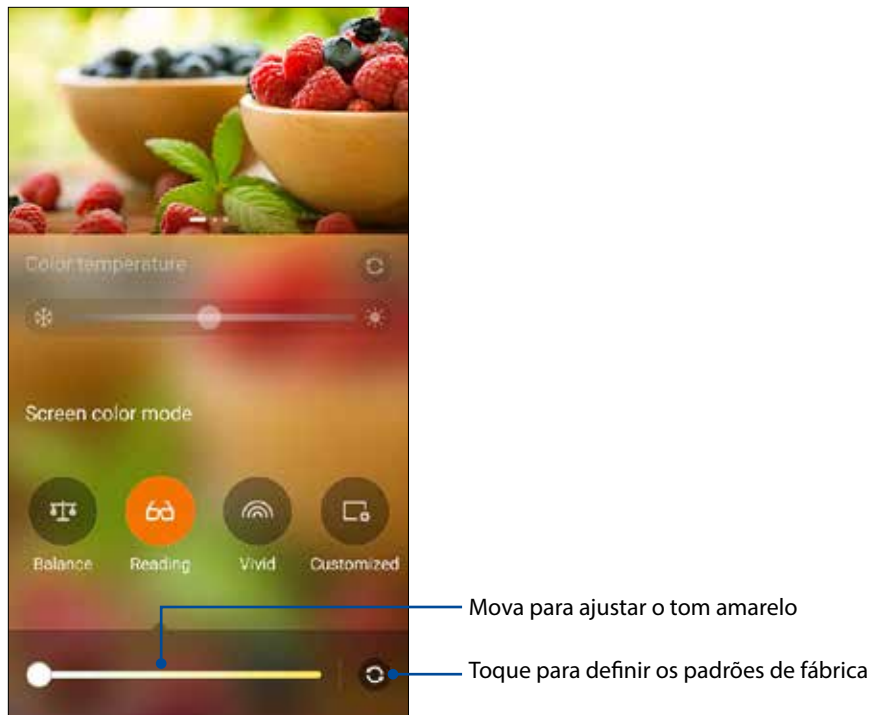 Color temperature
Screen color mode
Balance Reading Vivid Customized
Mova para ajustar o tom amarelo
Toque para definir os padrões de fábrica